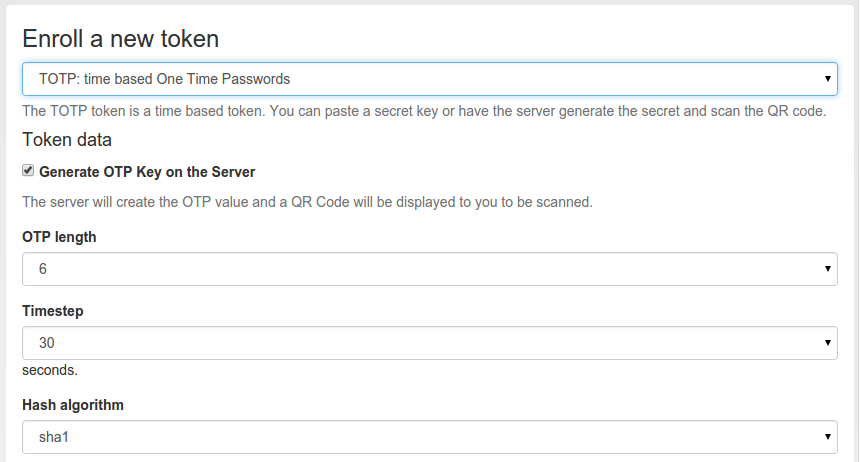 Enroll a new token
TOTP: time based One Time Passwords
The TOTP token is a time based token. You can paste a secret key or have the server generate the secret and scan the QR code.
Token data
Generate OTP Key on the Server
The server will create the OTP value and a QR Code will be displayed to you to be scanned.
OTP length
6
Timestep
30
seconds.
Hash algorithm
sha1